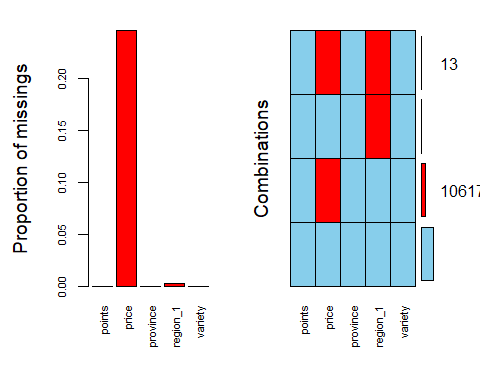 Proportion of missings
0.20
0.15
0.10
0.05
0.00
points
price
province
region_1
variety
Combinations
13
10617
points
price
province
region_1
variety